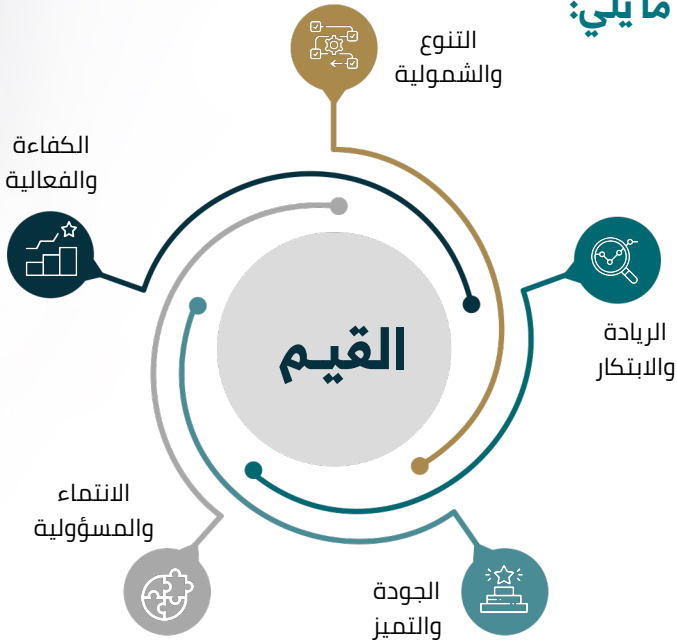 ما يلي:
التنوع
والشمولية
الكفاءة
والفعالية
الريادة
والابتكار
القيم
الانتماء
والمسؤولية
الجودة
والتميز